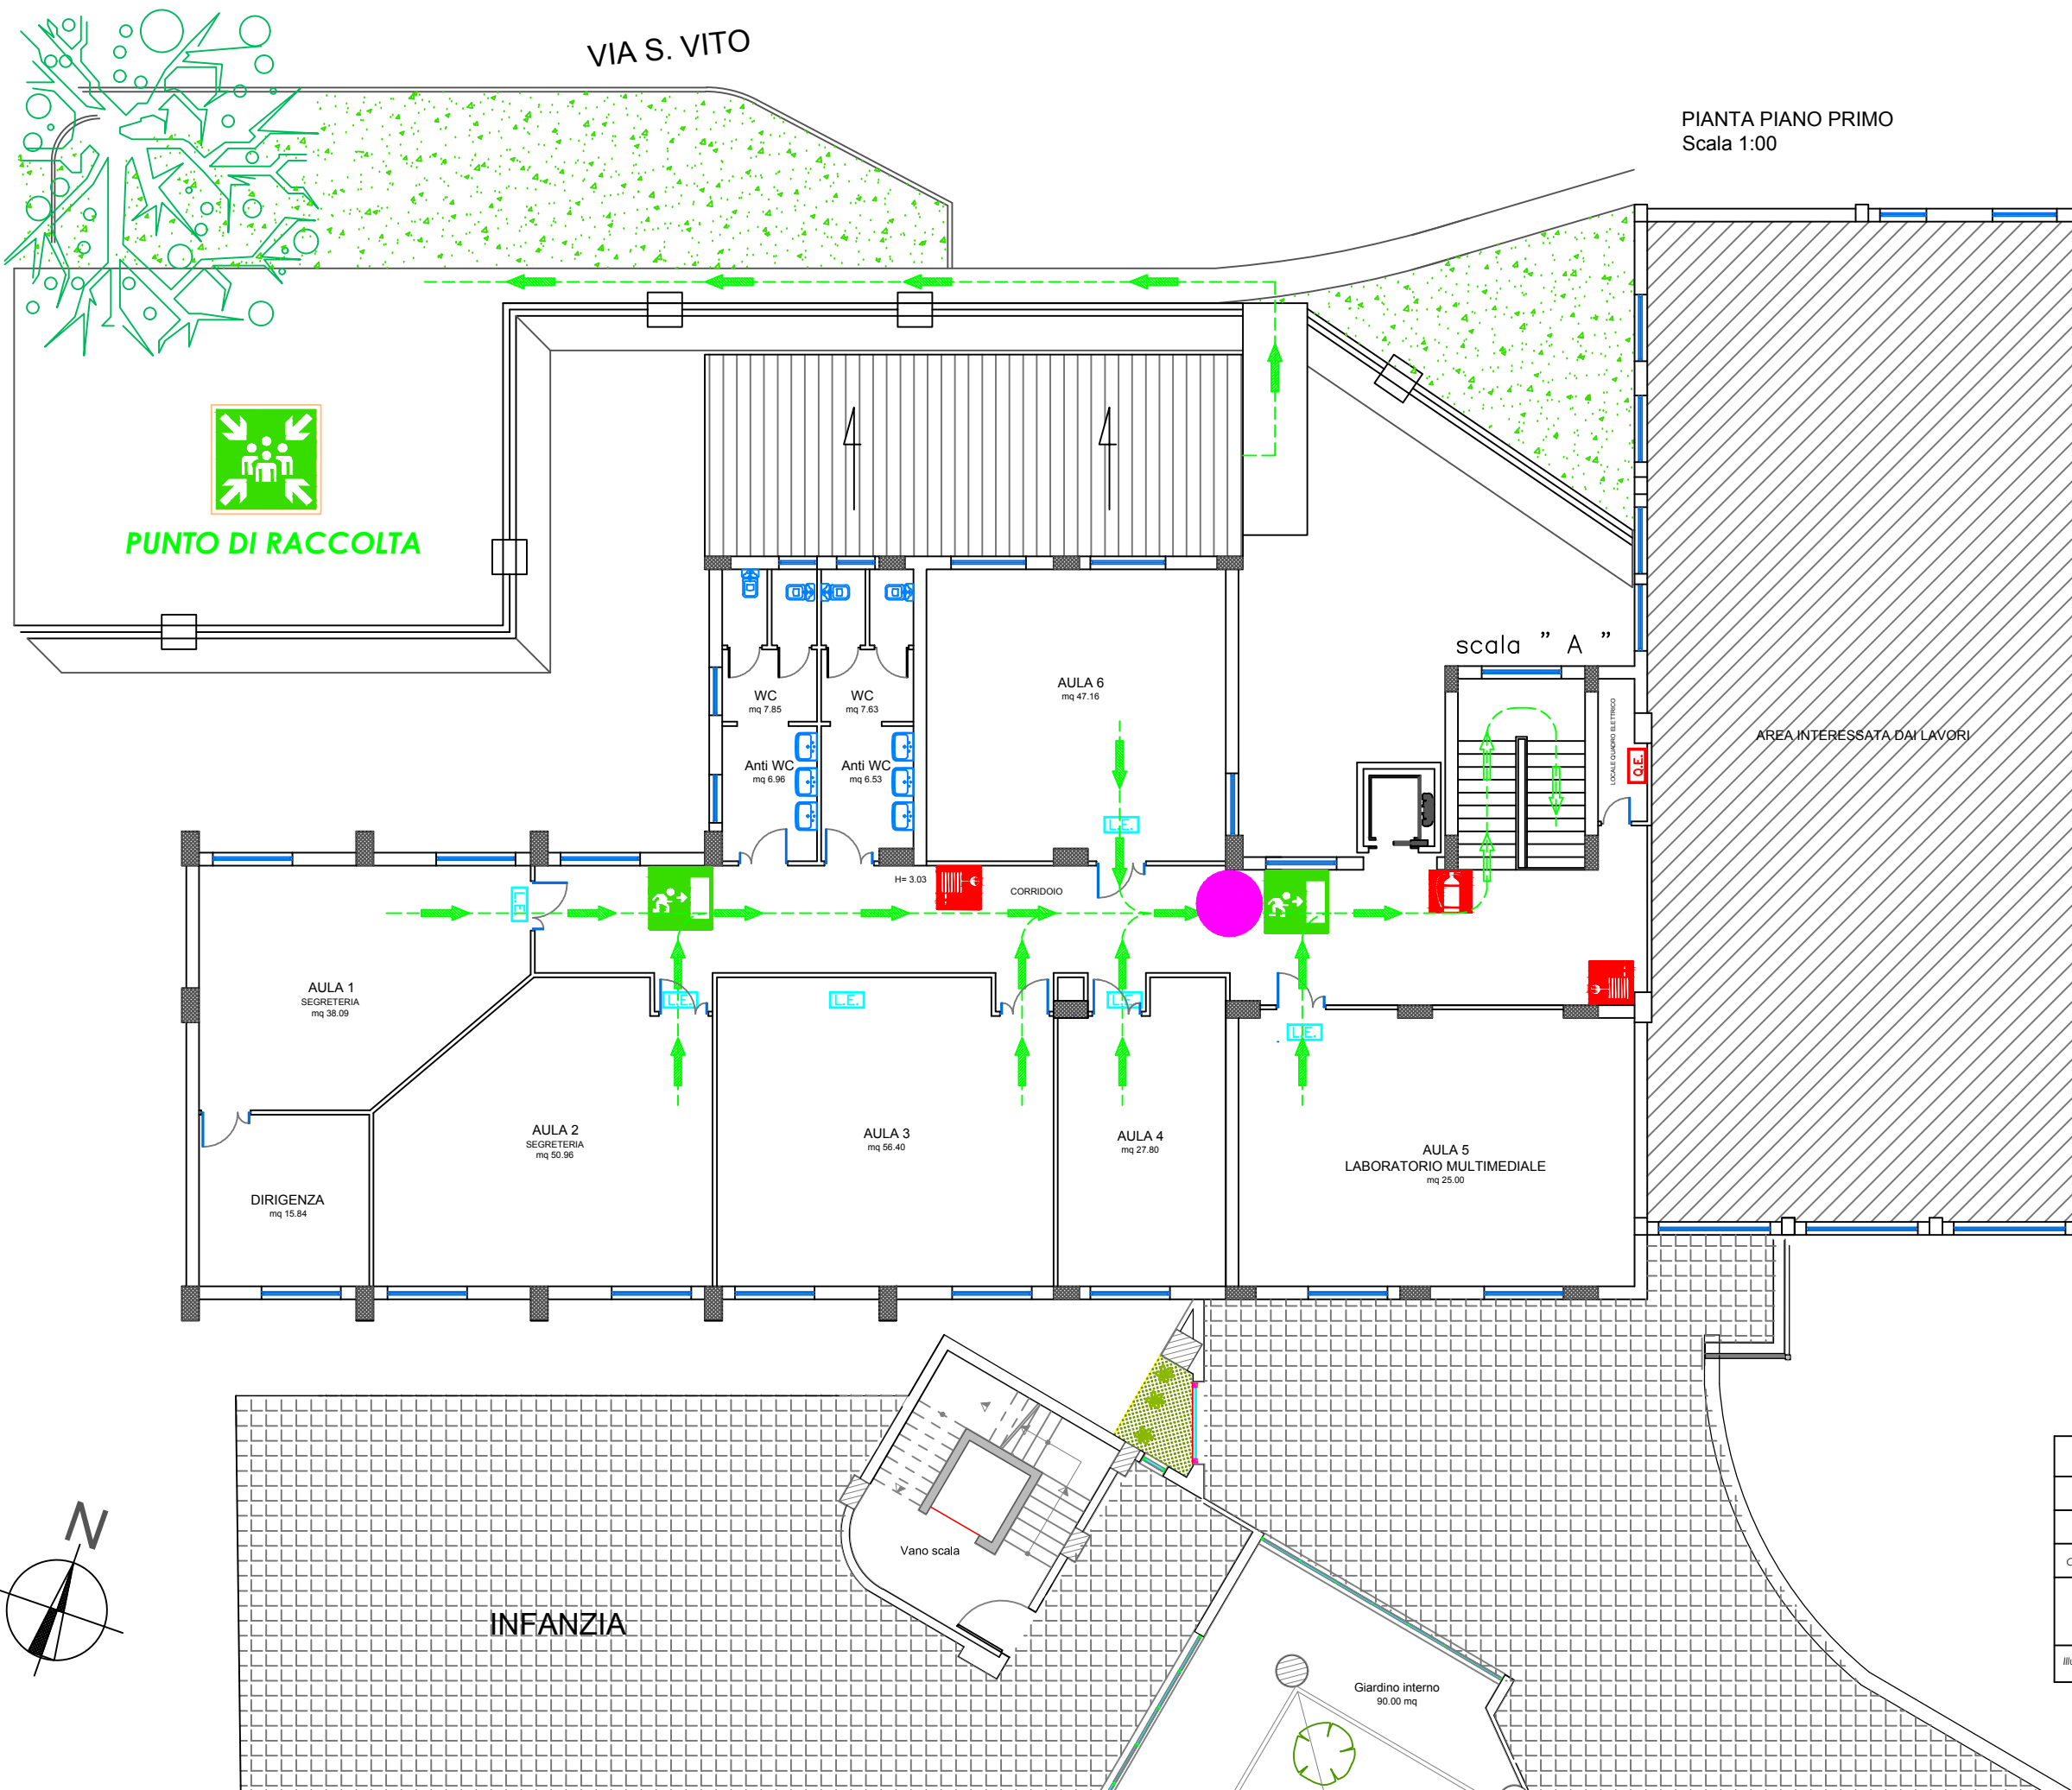 VIA S. VITO
PIANTA PIANO PRIMO
Scala 1:00
PUNTO DI RACCOLTA
scala " A "
WC
mq 7.85
WC
mq 7.63
AULA 6
mq 47.16
LOCALE QUADRO ELETTRICO
Q.E.
AREA INTERESSATA DAI LAVORI
Anti WC
mq 6.96
Anti WC
mq 6.53
L.E.
H= 3.03
CORRIDOIO
L.E.
L.E.
L.E.
L.E.
L.E.
AULA 1
SEGRETERIA
mq 38.09
AULA 2
SEGRETERIA
mq 50.96
AULA 3
mq 56.40
AULA 4
mq 27.80
AULA 5
LABORATORIO MULTIMEDIALE
mq 25.00
DIRIGENZA
mq 15.84
N
Vano scala
INFANZIA
Giardino interno
90.00 mq